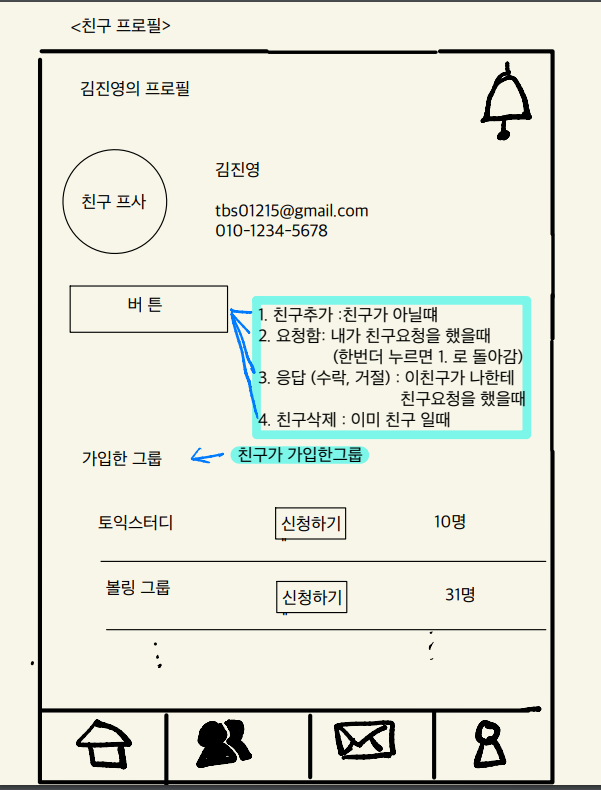 <친구 프로필>
김진영의 프로필
친구 프사
김진영
tbs01215@gmail.com
010-1234-5678
버 튼
1. 친구추가 :친구가 아닐떄
2. 요청함: 내가 친구요청을 했을때
(한번더 누르면 1. 로 돌아감)
3. 응답 (수락, 거절) : 이친구가 나한테
친구요청을 했을때
4. 친구삭제 : 이미 친구 일때
가입한 그룹
친구가 가입한그룹
토익스터디 신청하기 10명
볼링 그룹 신청하기 31명